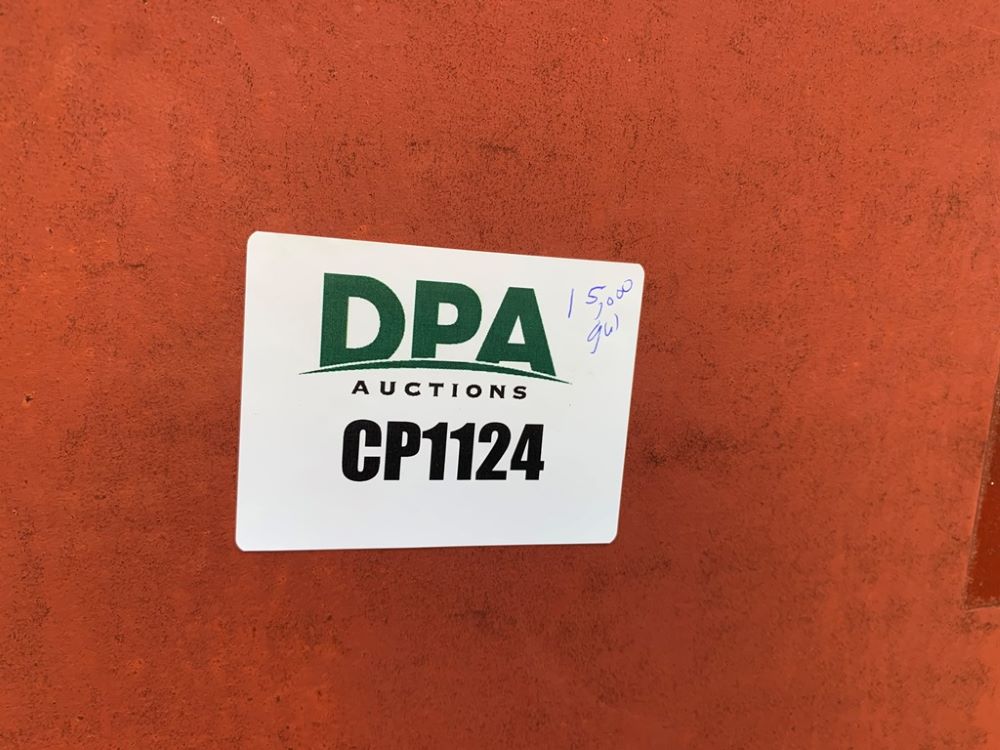 DPA
AUCTIONS
15,000
gal
CP1124